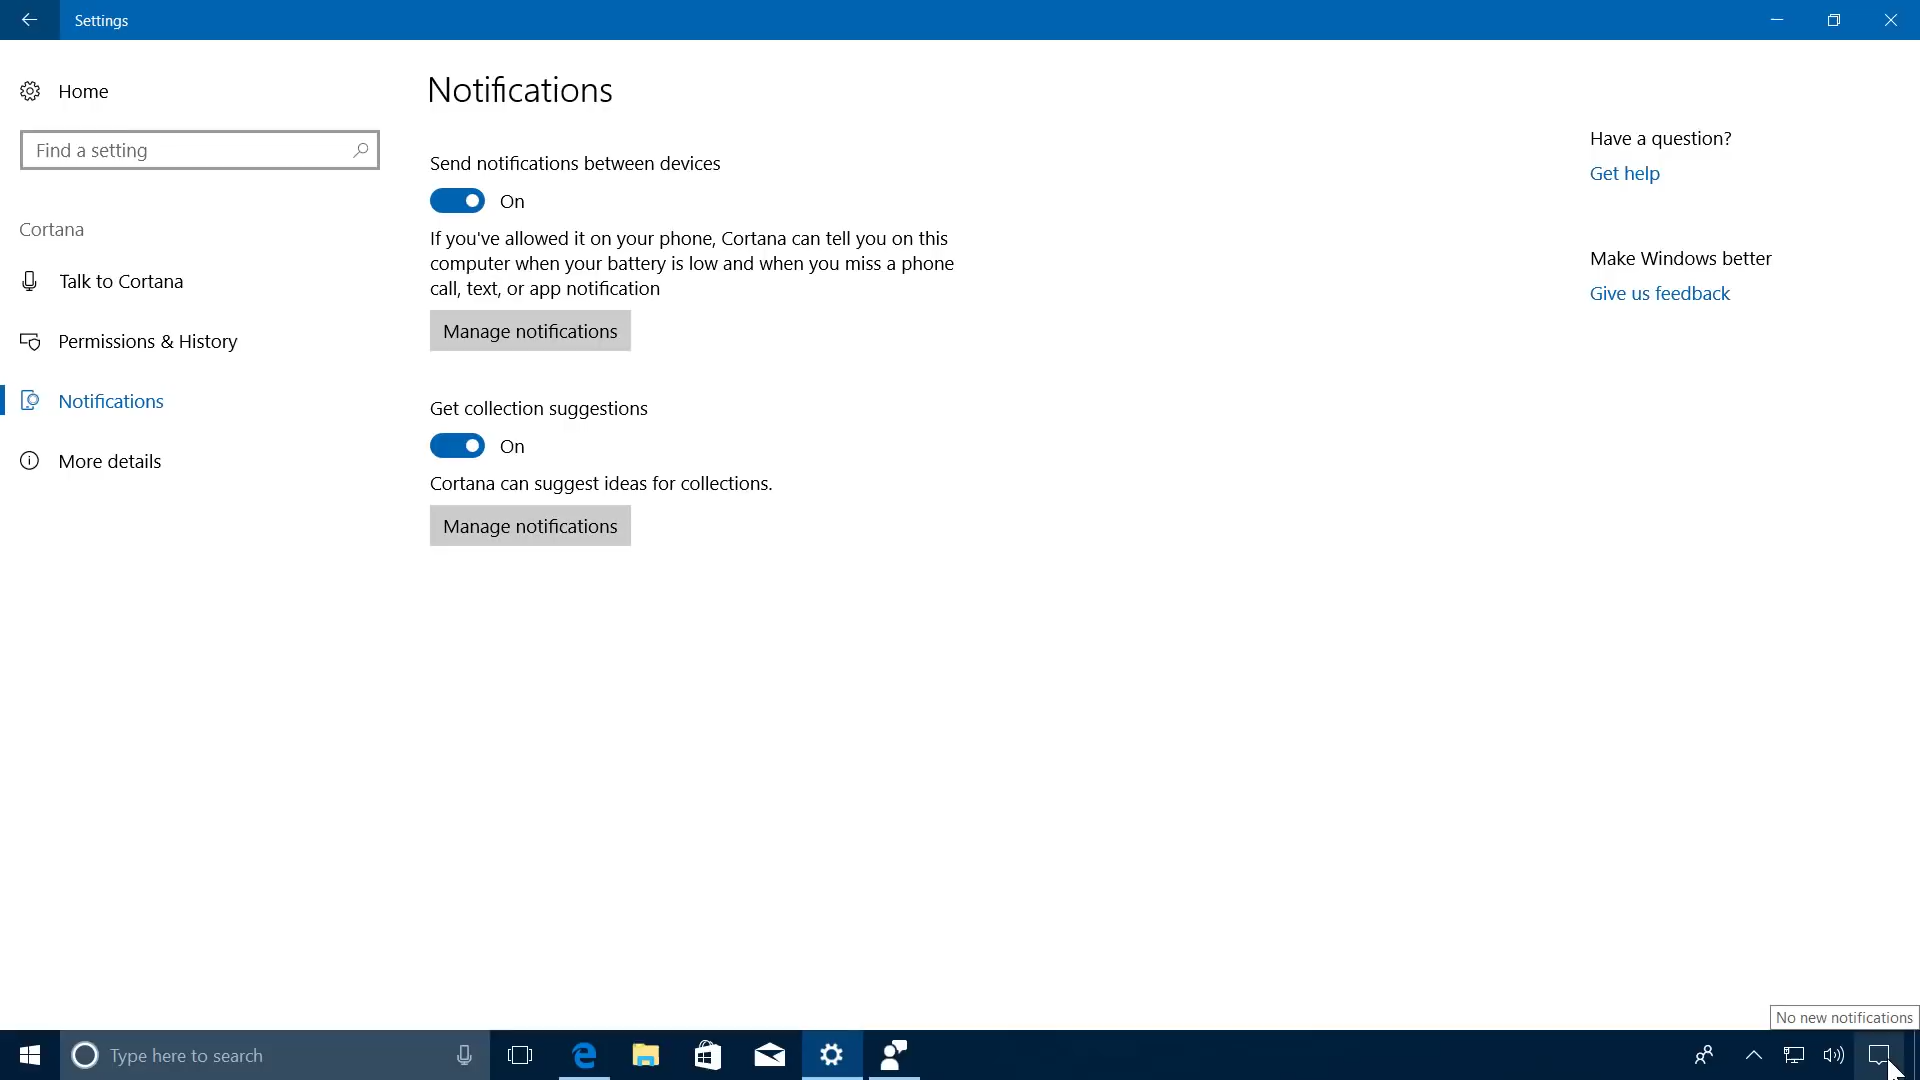 Settings
Home
Find a setting
Cortana
Talk to Cortana
Permissions & History
Notifications
More details
Notifications
Send notifications between devices
On
If you've allowed it on your phone, Cortana can tell you on this
computer when your battery is low and when you miss a phone
call, text, or app notification
Manage notifications
Get collection suggestions
On
Cortana can suggest ideas for collections.
Manage notifications
Have a question?
Get help
Make Windows better
Give us feedback
No new notifications
Type here to search